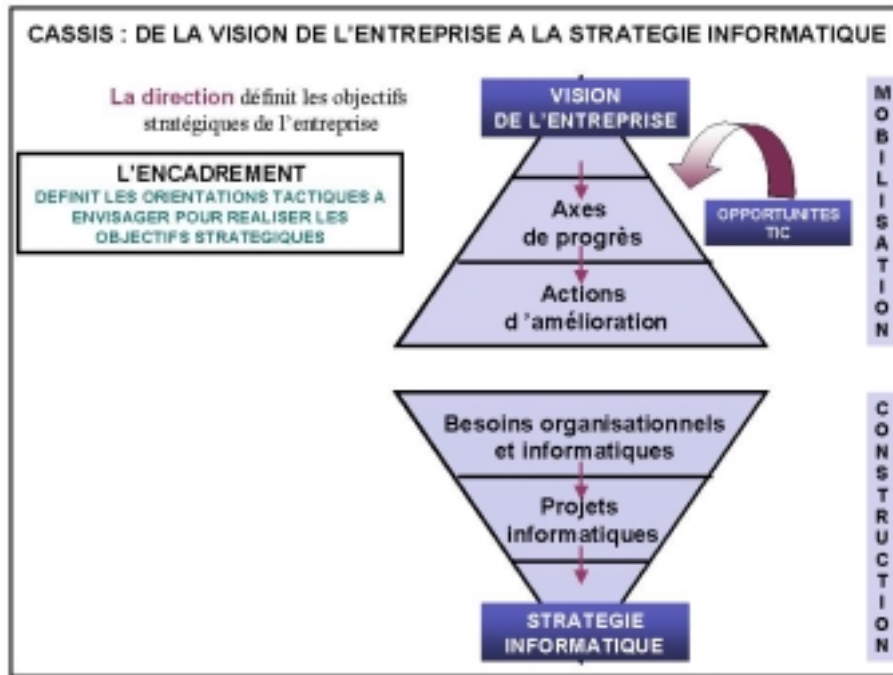 CASSIS : DE LA VISION DE L'ENTREPRISE A LA STRATEGIE INFORMATIQUE
La direction définit les objectifs
stratégiques de l'entreprise
L'ENCADREMENT
DEFINIT LES ORIENTATIONS TACTIQUES A
ENVISAGER POUR REALISER LES
OBJECTIFS STRATEGIQUES
VISION
DE L'ENTREPRISE
Axes
de progrès
Actions
d'amélioration
OPPORTUNITES
TIC
MOBILISATION
Besoins organisationnels
et informatiques
Projets
informatiques
STRATEGIE
INFORMATIQUE
CONSTRUCTION